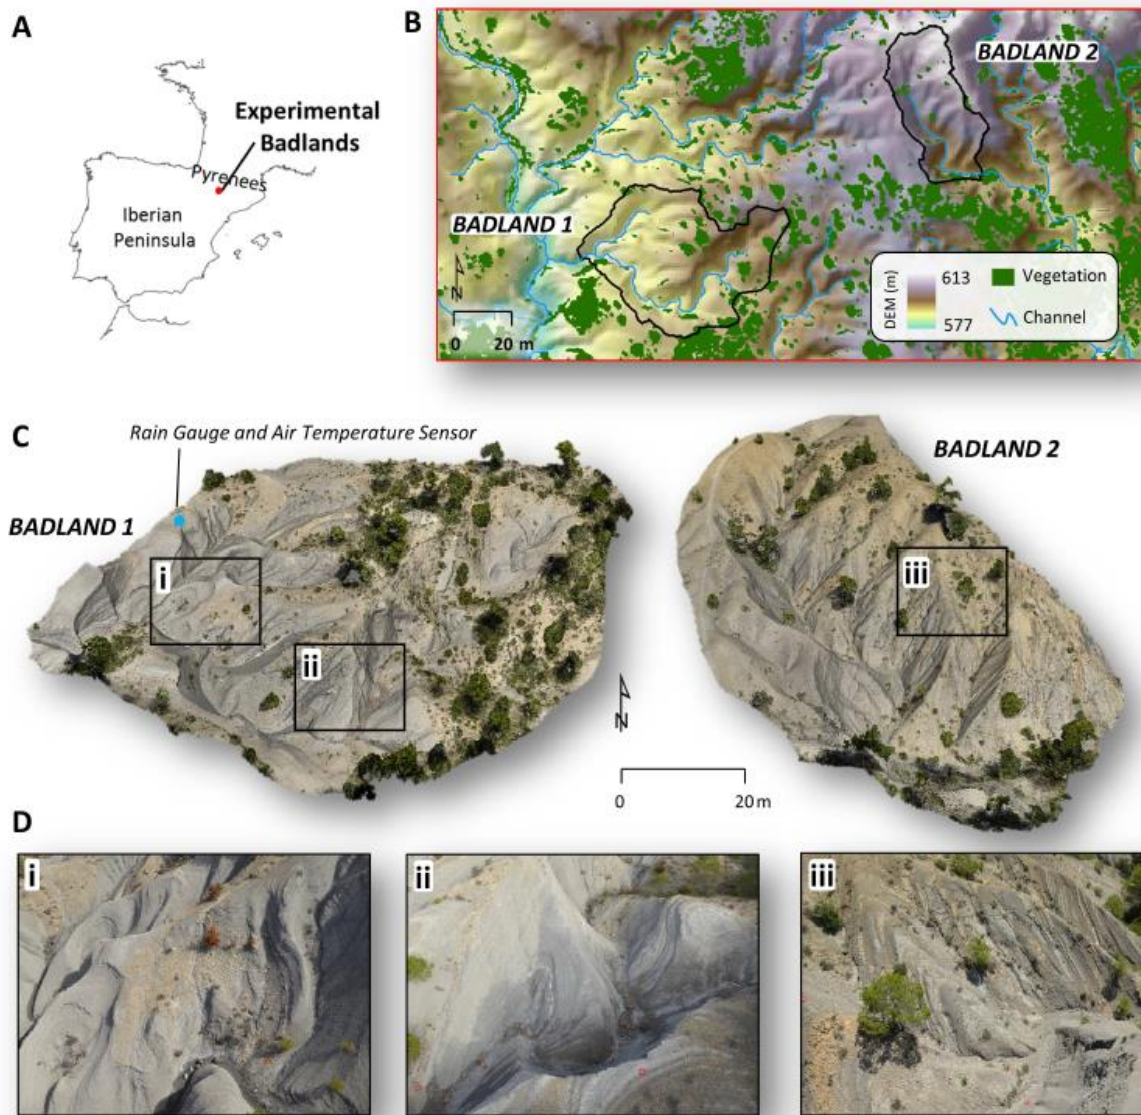 A
Experimental
Badlands
Pyrenees
Iberian
Peninsula
B
BADLAND 2
BADLAND 1
N
0 20 m
DEM (m)
613
577
Vegetation
Channel
C
Rain Gauge and Air Temperature Sensor
BADLAND 1
BADLAND 2
i
ii
iii
N
0 20 m
D
i
ii
iii